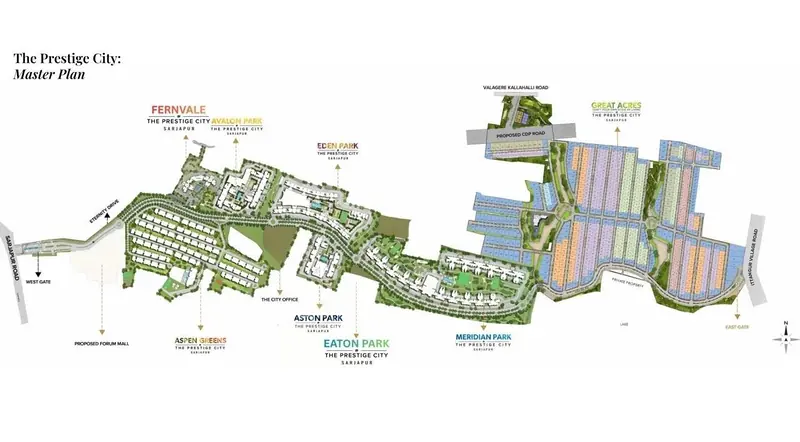 The Prestige City:
Master Plan
VALAGERE KALLAHALLI ROAD
FERNVALE
THE PRESTIGE CITY
SARJAPUR
AVALON PARK
THE PRESTIGE CITY
SARJAPUR
GREAT ACRES
THE PRESTIGE CITY
SARJAPUR
PROPOSED CDP ROAD
EDEN PARK
THE PRESTIGE CITY
SARJAPUR
ETERNITY DRIVE
SARJAPUR ROAD
WEST GATE
PRIVATE PROPERTY
THE CITY OFFICE
PROPOSED FORUM MALL
ASPEN GREENS
THE PRESTIGE CITY
SARJAPUR
ASTON PARK
THE PRESTIGE CITY
SARJAPUR
EATON PARK
THE PRESTIGE CITY
SARJAPUR
MERIDIAN PARK
THE PRESTIGE CITY
SARJAPUR
LAKE
EAST GATE
N